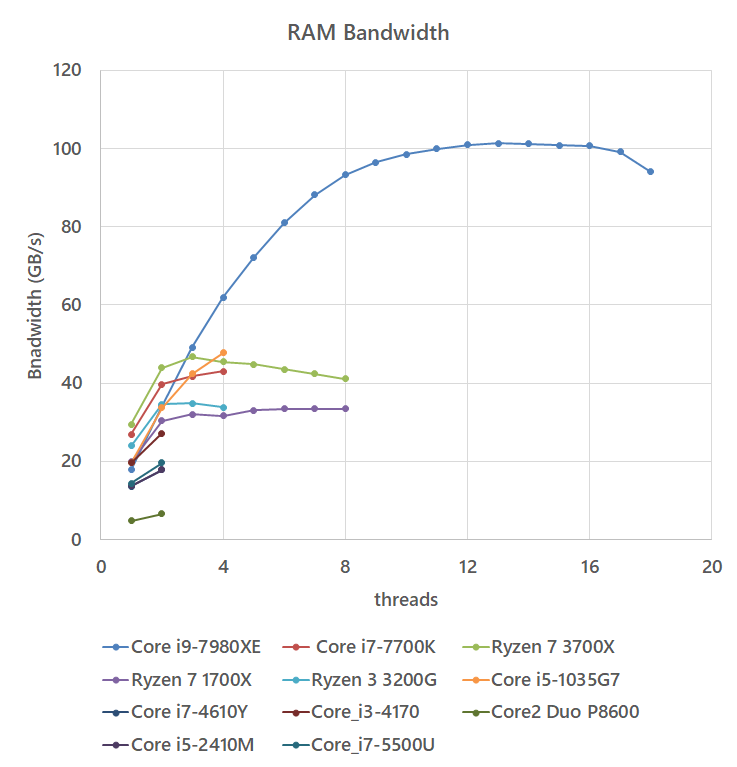 RAM Bandwidth
120
100
80
60
40
20
0
Bnadwidth (GB/s)
0 4 8 12 16 20
threads
Core i9-7980XE Core i7-7700K Ryzen 7 3700X
Ryzen 7 1700X Ryzen 3 3200G Core i5-1035G7
Core i7-4610Y Core_i3-4170 Core2 Duo P8600
Core i5-2410M Core_i7-5500U